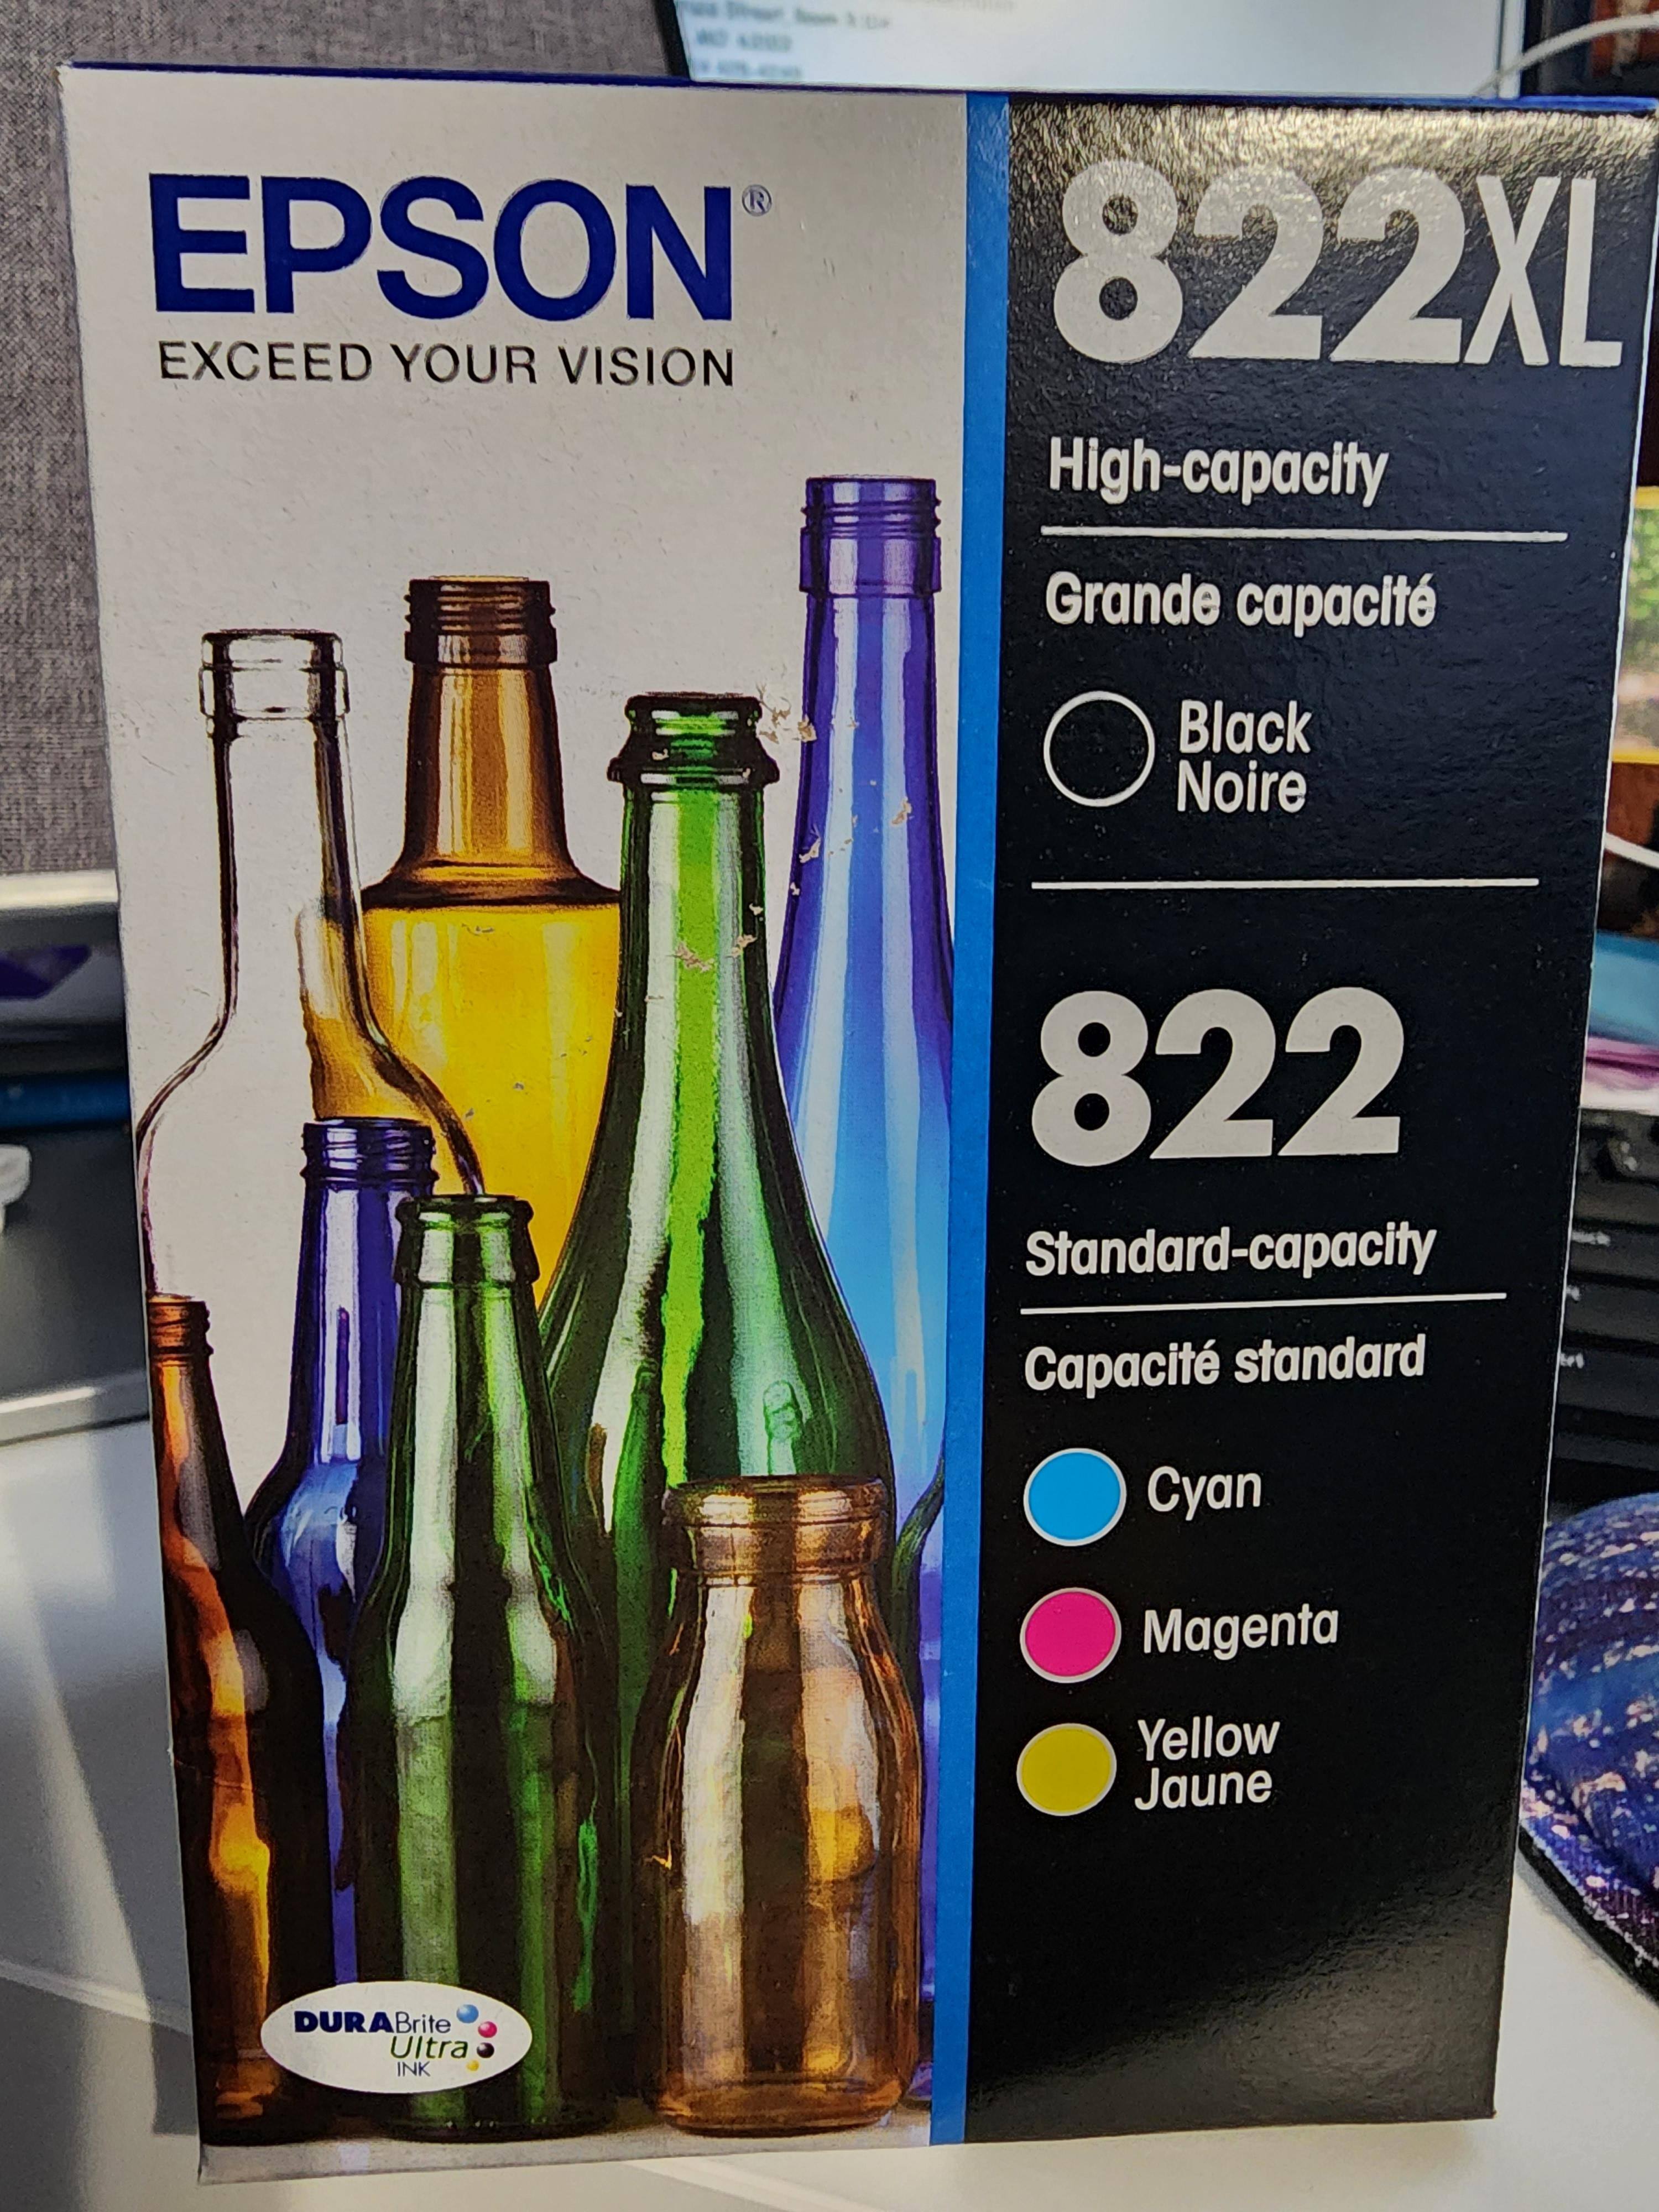 EPSON®
EXCEED YOUR VISION
822XL
High-capacity
Grande capacité
Black
Noire
822
Standard-capacity
Capacité standard
Cyan
Magenta
Yellow
Jaune
DURABrite
Ultra
INK